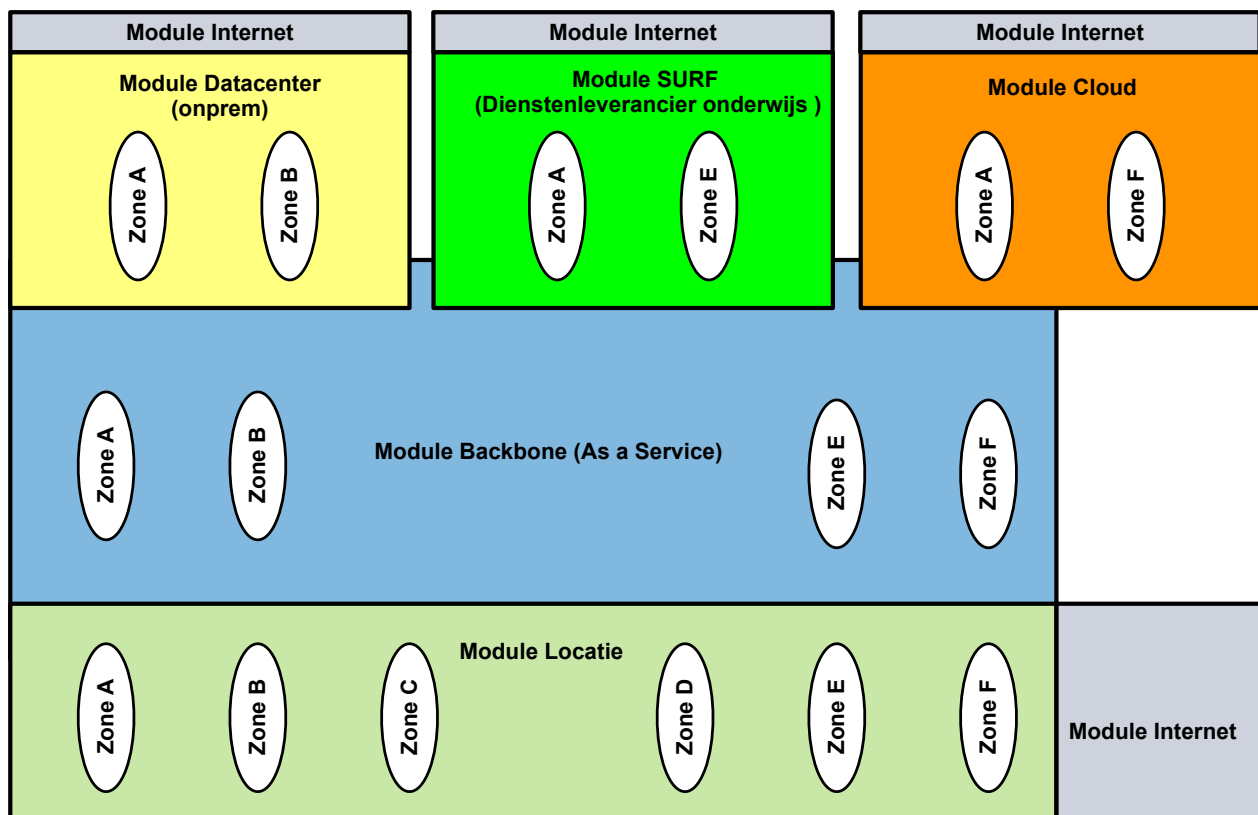 Module Internet
Module Internet
Module Internet
Module Datacenter
(onprem)
Module SURF
(Dienstenleverancier onderwijs )
Module Cloud
Zone A
Zone B
Zone A
Zone E
Zone A
Zone F
Zone A
Zone B
Module Backbone (As a Service)
Zone E
Zone F
Module Locatie
Zone A
Zone B
Zone C
Zone D
Zone E
Zone F
Module Internet